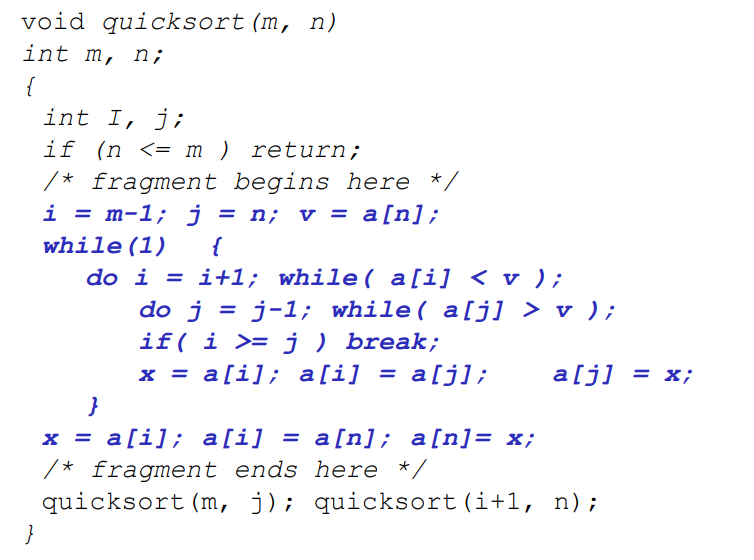 void quicksort(m, n)
int m, n;
{
int I, j;
if (n <= m ) return;
/* fragment begins here */
i = m-1; j = n; v = a[n];
while(1) {
do i = i+1; while( a[i] < v );
do j = j-1; while( a[j] > v );
if( i >= j ) break;
x = a[i]; a[i] = a[j]; a[j] = x;
}
x = a[i]; a[i] = a[n]; a[n]= x;
/* fragment ends here */
quicksort(m, j); quicksort(i+1, n);
}